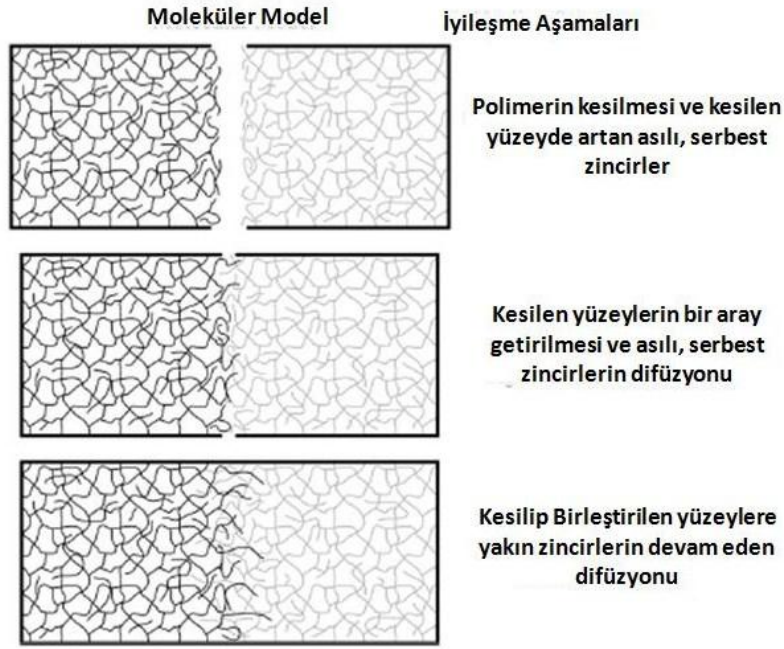 Moleküler Model
İyileşme Aşamaları
Polimerin kesilmesi ve kesilen
yüzeyde artan asılı, serbest
zincirler
Kesilen yüzeylerin bir aray
getirilmesi ve asılı, serbest
zincirlerin difüzyonu
Kesilip Birleştirilen yüzeylere
yakın zincirlerin devam eden
difüzyonu